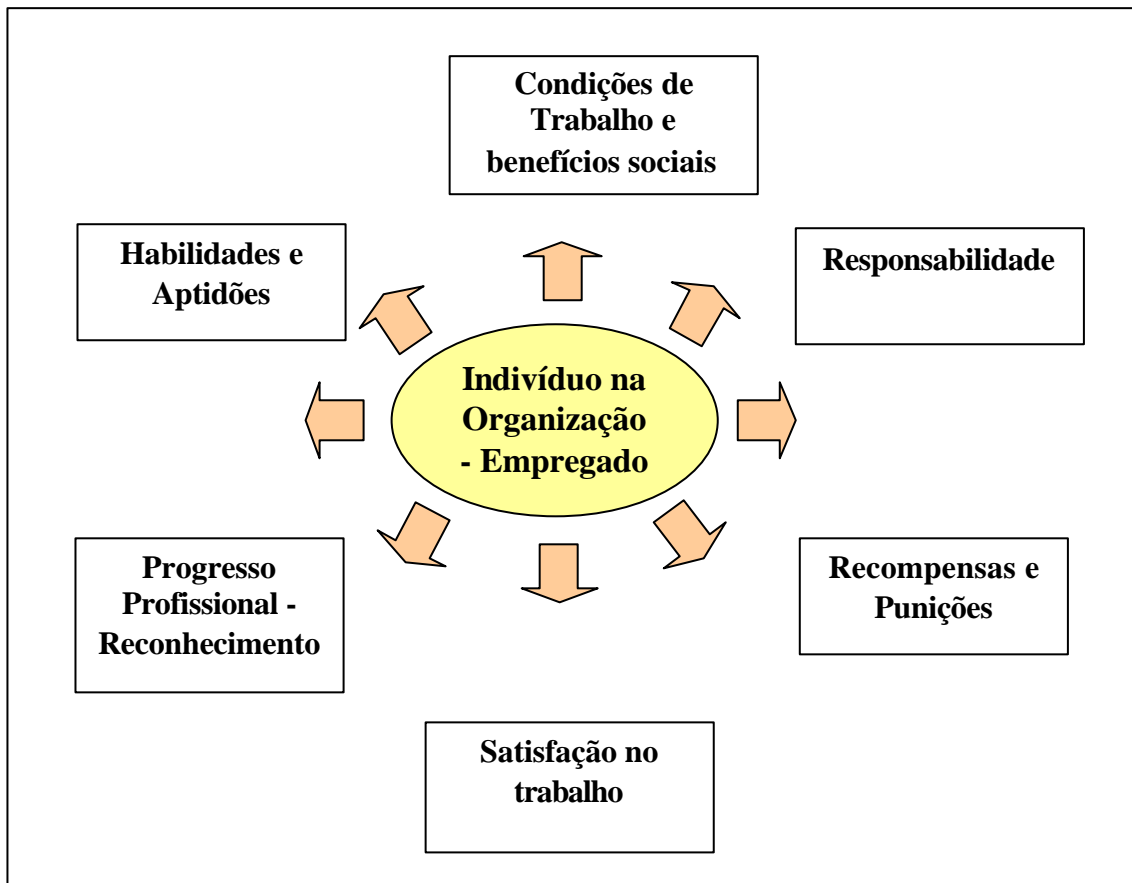 Condições de
Trabalho e
benefícios sociais
Habilidades e
Aptidões
Responsabilidade
Indivíduo na
Organização
- Empregado
Progresso
Profissional -
Reconhecimento
Recompensas e
Punições
Satisfação no
trabalho